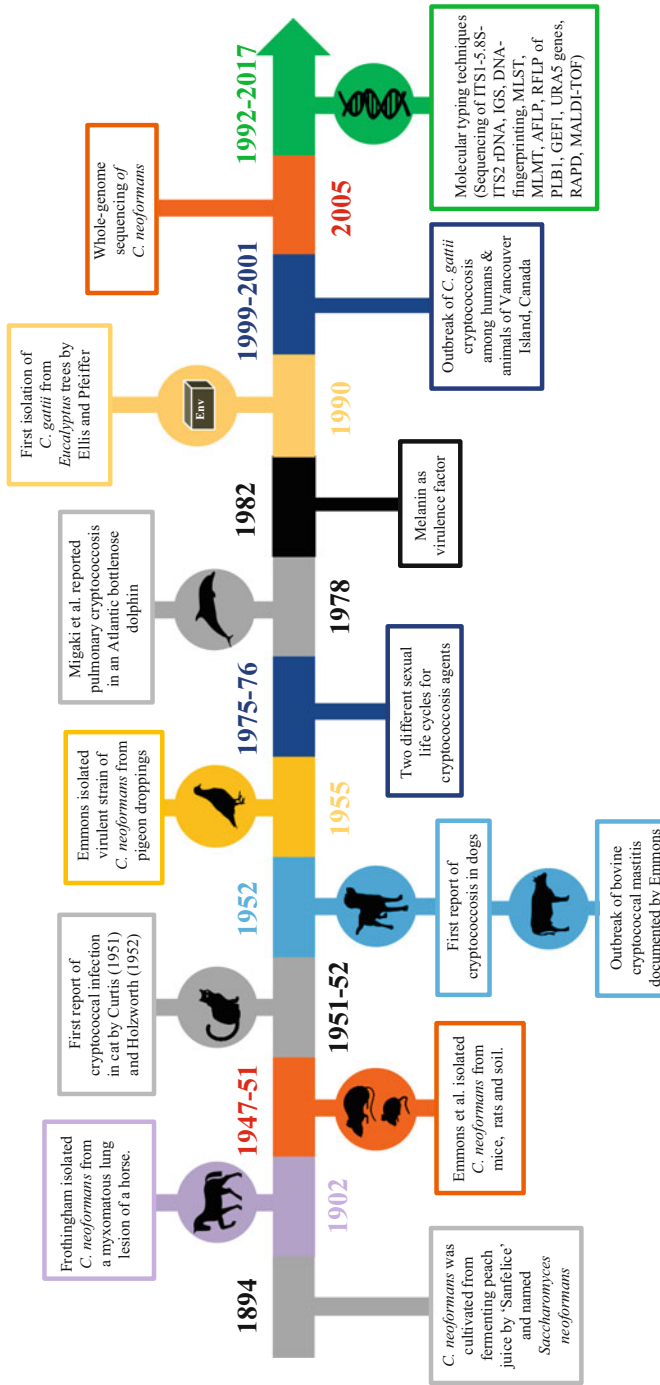 1894
C. neoformans was
cultivated from
fermenting peach
juice by ‘Sanfelice’
and named
Saccharomyces
neoformans
Frothingham isolated
C. neoformans from
a myxomatous lung
lesion of a horse.
1902
1947-51
Emmons et al. isolated
C. neoformans from
mice, rats and soil.
First report of
cryptococcal infection
in cat by Curtis (1951)
and Holzworth (1952)
1951-52
1952
First report of
cryptococcosis in dogs
Outbreak of bovine
cryptococcal mastitis
documented by Emmons
Emmons isolated
virulent strain of
C. neoformans from
pigeon droppings
1955
1975-76
Two different sexual
life cycles for
cryptococcosis agents
Migaki et al. reported
pulmonary cryptococcosis
in an Atlantic bottlenose
dolphin
1978
1982
Melanin as
virulence factor
First isolation of
C. gattii from
Eucalyptus trees by
Ellis and Pfeiffer
Env
1990
1999-2001
Outbreak of C. gattii
cryptococcosis
among humans &
animals of Vancouver
Island, Canada
Whole-genome
sequencing of
C. neoformans
2005
1992-2017
Molecular typing techniques
(Sequencing of ITS1-5.8S-
ITS2 rDNA, IGS, DNA-
fingerprinting, MLST,
MLMT, AFLP, RFLP of
PLB1, GEF1, URA5 genes,
RAPD, MALDI-TOF)